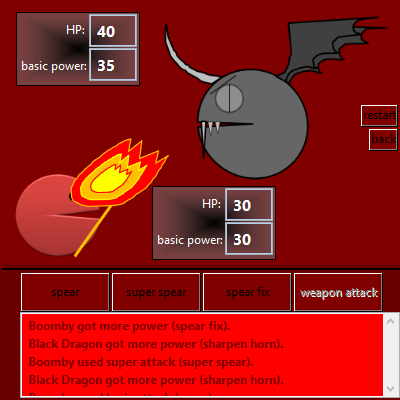 HP: 40
basic power: 35
restart
back
HP: 30
basic power: 30
spear super spear spear fix weapon attack
Boomby got more power (spear fix).
Black Dragon got more power (sharpen horn).
Boomby used super attack (super spear).
Black Dragon got more power (sharpen horn).